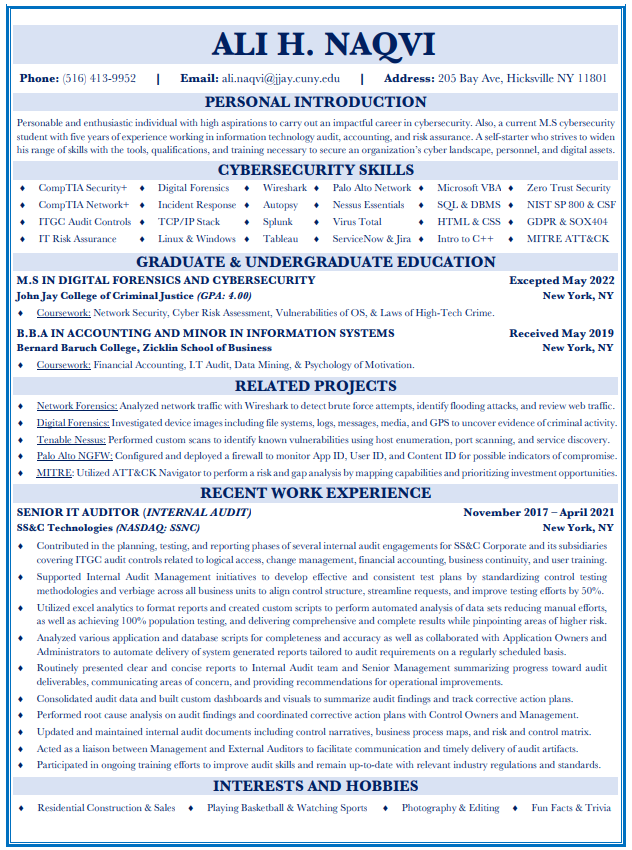 ALI H. NAQVI
Phone: (516) 413-9952 | Email: ali.naqvi@jjay.cuny.edu | Address: 205 Bay Ave, Hicksville NY 11801
PERSONAL INTRODUCTION
Personable and enthusiastic individual with high aspirations to carry out an impactful career in cybersecurity. Also, a current M.S cybersecurity
student with five years of experience working in information technology audit, accounting, and risk assurance. A self-starter who strives to widen
his range of skills with the tools, qualifications, and training necessary to secure an organization's cyber landscape, personnel, and digital assets.
CYBERSECURITY SKILLS
♦ CompTIA Security+ ♦ Digital Forensics ♦ Wireshark ♦ Palo Alto Network ♦ Microsoft VBA ♦ Zero Trust Security
♦ CompTIA Network+ ♦ Incident Response ♦ Autopsy ♦ Nessus Essentials ♦ SQL & DBMS ♦ NIST SP 800 & CSF
♦ ITGC Audit Controls ♦ TCP/IP Stack ♦ Splunk ♦ Virus Total ♦ HTML & CSS ♦ GDPR & SOX404
♦ IT Risk Assurance ♦ Linux & Windows ♦ Tableau ♦ ServiceNow & Jira ♦ Intro to C++ ♦ MITRE ATT&CK
GRADUATE & UNDERGRADUATE EDUCATION
M.S IN DIGITAL FORENSICS AND CYBERSECURITY Excepted May 2022
John Jay College of Criminal Justice (GPA: 4.00) New York, NY
♦ Coursework: Network Security, Cyber Risk Assessment, Vulnerabilities of OS, & Laws of High-Tech Crime.
B.B.A IN ACCOUNTING AND MINOR IN INFORMATION SYSTEMS Received May 2019
Bernard Baruch College, Zicklin School of Business New York, NY
♦ Coursework: Financial Accounting, I.T Audit, Data Mining, & Psychology of Motivation.
RELATED PROJECTS
♦ Network Forensics: Analyzed network traffic with Wireshark to detect brute force attempts, identify flooding attacks, and review web traffic.
♦ Digital Forensics: Investigated device images including file systems, logs, messages, media, and GPS to uncover evidence of criminal activity.
♦ Tenable Nessus: Performed custom scans to identify known vulnerabilities using host enumeration, port scanning, and service discovery.
♦ Palo Alto NGFW: Configured and deployed a firewall to monitor App ID, User ID, and Content ID for possible indicators of compromise.
♦ MITRE: Utilized ATT&CK Navigator to perform a risk and gap analysis by mapping capabilities and prioritizing investment opportunities.
RECENT WORK EXPERIENCE
SENIOR IT AUDITOR (INTERNAL AUDIT) November 2017 – April 2021
SS&C Technologies (NASDAQ: SSNC) New York, NY
♦ Contributed in the planning, testing, and reporting phases of several internal audit engagements for SS&C Corporate and its subsidiaries
covering ITGC audit controls related to logical access, change management, financial accounting, business continuity, and user training.
♦ Supported Internal Audit Management initiatives to develop effective and consistent test plans by standardizing control testing
methodologies and verbiage across all business units to align control structure, streamline requests, and improve testing efforts by 50%.
♦ Utilized excel analytics to format reports and created custom scripts to perform automated analysis of data sets reducing manual efforts,
as well as achieving 100% population testing, and delivering comprehensive and complete results while pinpointing areas of higher risk.
♦ Analyzed various application and database scripts for completeness and accuracy as well as collaborated with Application Owners and
Administrators to automate delivery of system generated reports tailored to audit requirements on a regularly scheduled basis.
♦ Routinely presented clear and concise reports to Internal Audit team and Senior Management summarizing progress toward audit
deliverables, communicating areas of concern, and providing recommendations for operational improvements.
♦ Consolidated audit data and built custom dashboards and visuals to summarize audit findings and track corrective action plans.
♦ Performed root cause analysis on audit findings and coordinated corrective action plans with Control Owners and Management.
♦ Updated and maintained internal audit documents including control narratives, business process maps, and risk and control matrix.
♦ Acted as a liaison between Management and External Auditors to facilitate communication and timely delivery of audit artifacts.
♦ Participated in ongoing training efforts to improve audit skills and remain up-to-date with relevant industry regulations and standards.
INTERESTS AND HOBBIES
♦ Residential Construction & Sales ♦ Playing Basketball & Watching Sports ♦ Photography & Editing ♦ Fun Facts & Trivia